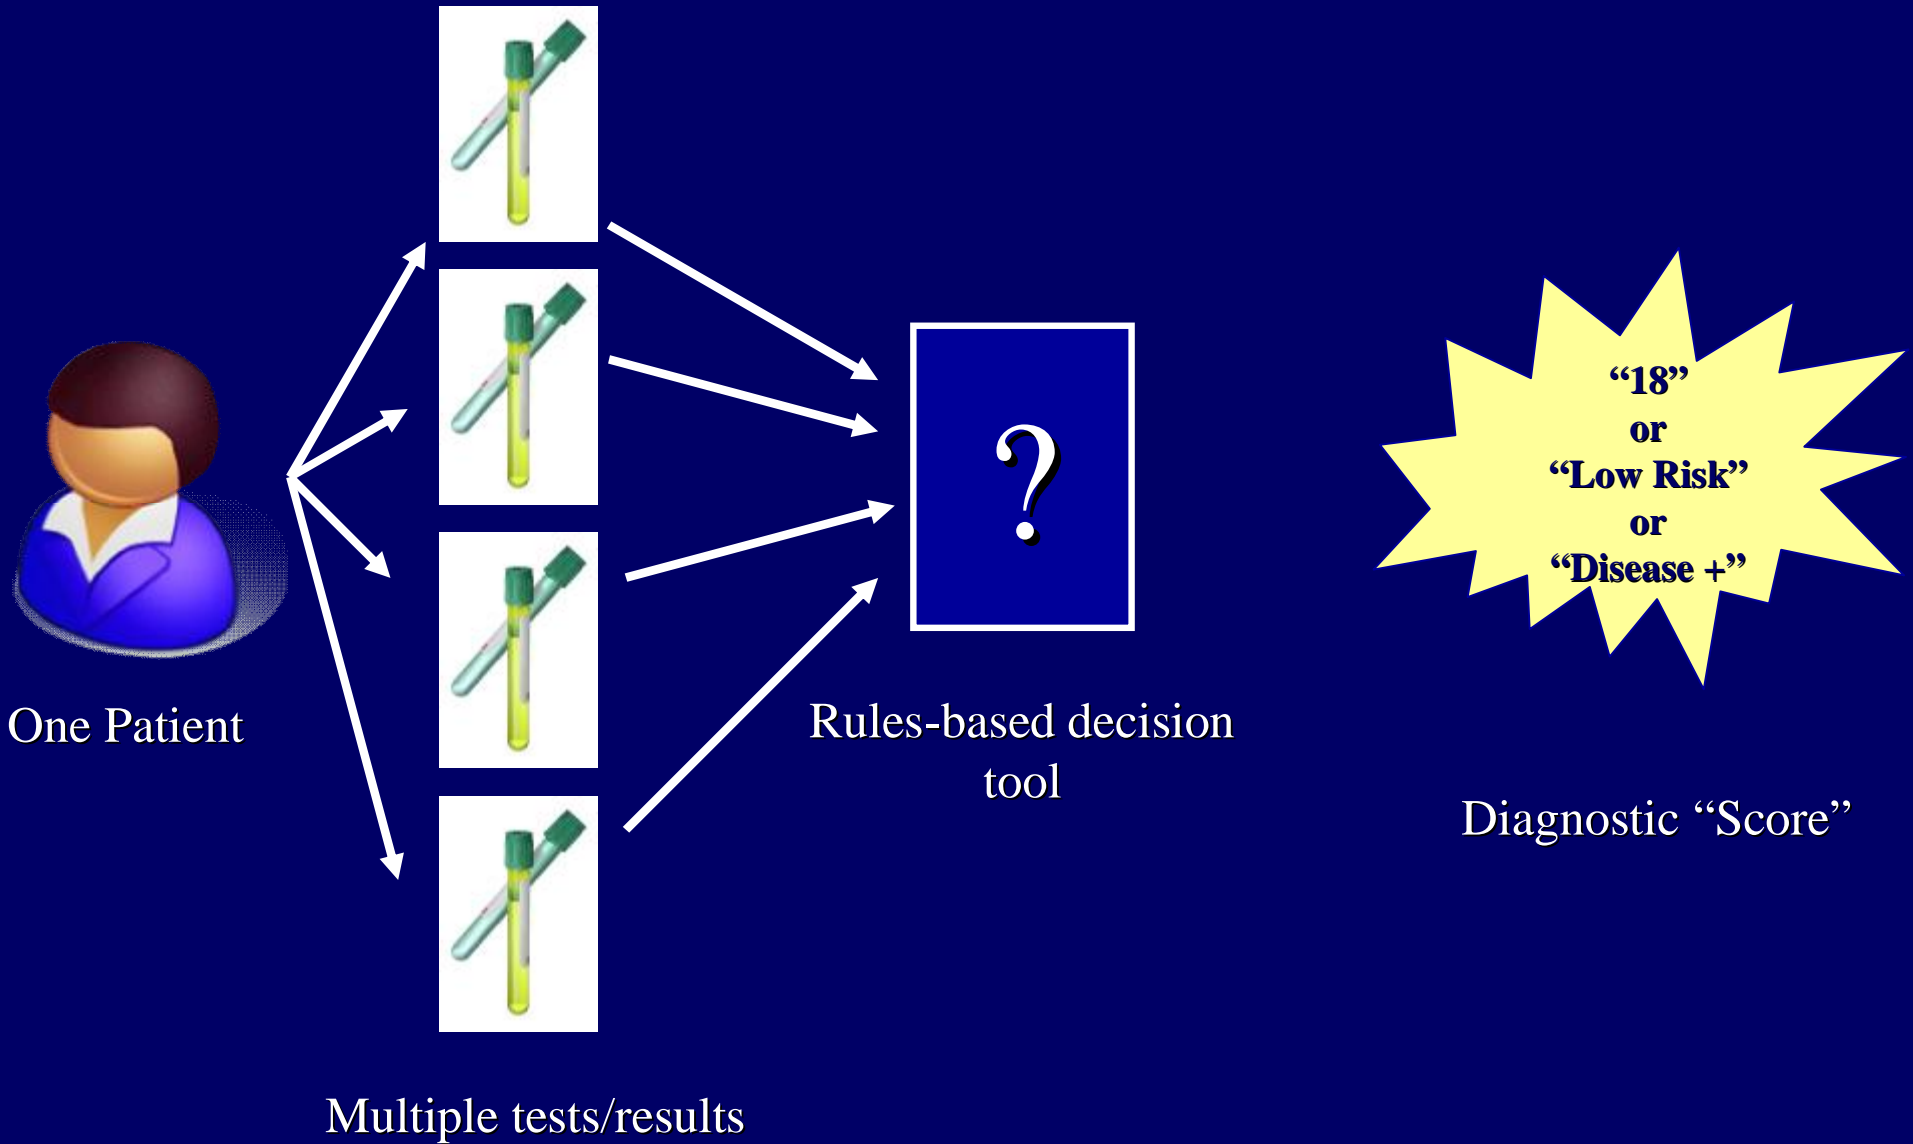 One Patient
Multiple tests/results
?
Rules-based decision
tool
“18”
or
“Low Risk”
or
“Disease +”
Diagnostic “Score”